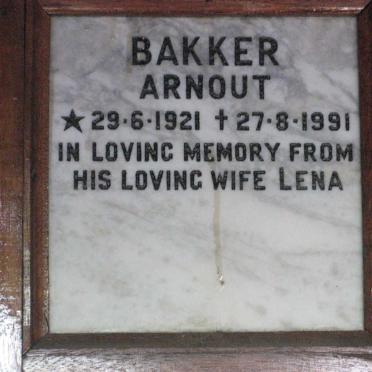 BAKKER
ARNOUT
★ 29·6·1921 ✝ 27·8·1991
IN LOVING MEMORY FROM
HIS LOVING WIFE LENA